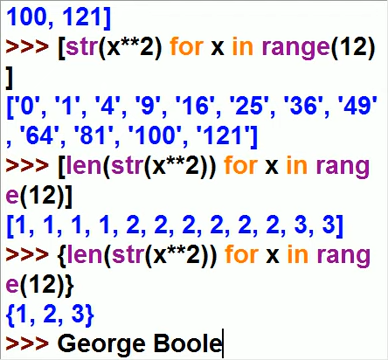 100, 121]
>>> [str(x**2) for x in range(12)
]
['0', '1', '4', '9', '16', '25', '36', '49'
, '64', '81', '100', '121']
>>> [len(str(x**2)) for x in rang
e(12)]
[1, 1, 1, 1, 2, 2, 2, 2, 2, 2, 3, 3]
>>> {len(str(x**2)) for x in rang
e(12)}
{1, 2, 3}
>>> George Boole